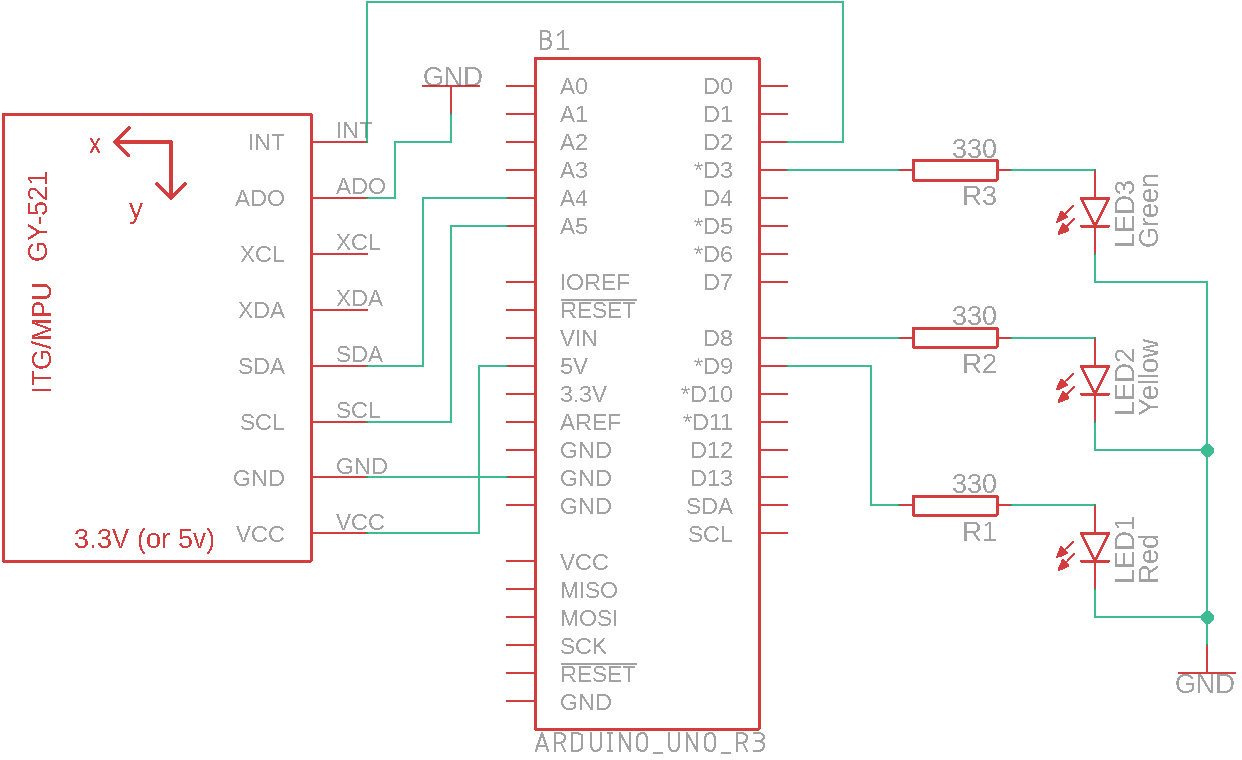 B1
GND
x
y
ITG/MPU GY-521
3.3V (or 5v)
INT
ADO
XCL
XDA
SDA
SCL
GND
VCC
INT
ADO
XCL
XDA
SDA
SCL
GND
VCC
A0
A1
A2
A3
A4
A5
IOREF
RESET
VIN
5V
3.3V
AREF
GND
GND
GND
VCC
MISO
MOSI
SCK
RESET
GND
D0
D1
D2
*D3
D4
*D5
*D6
D7
D8
*D9
*D10
*D11
D12
D13
SDA
SCL
ARDUINO_UNO_R3
330
R3
LED3
Green
330
R2
LED2
Yellow
330
R1
LED1
Red
GND